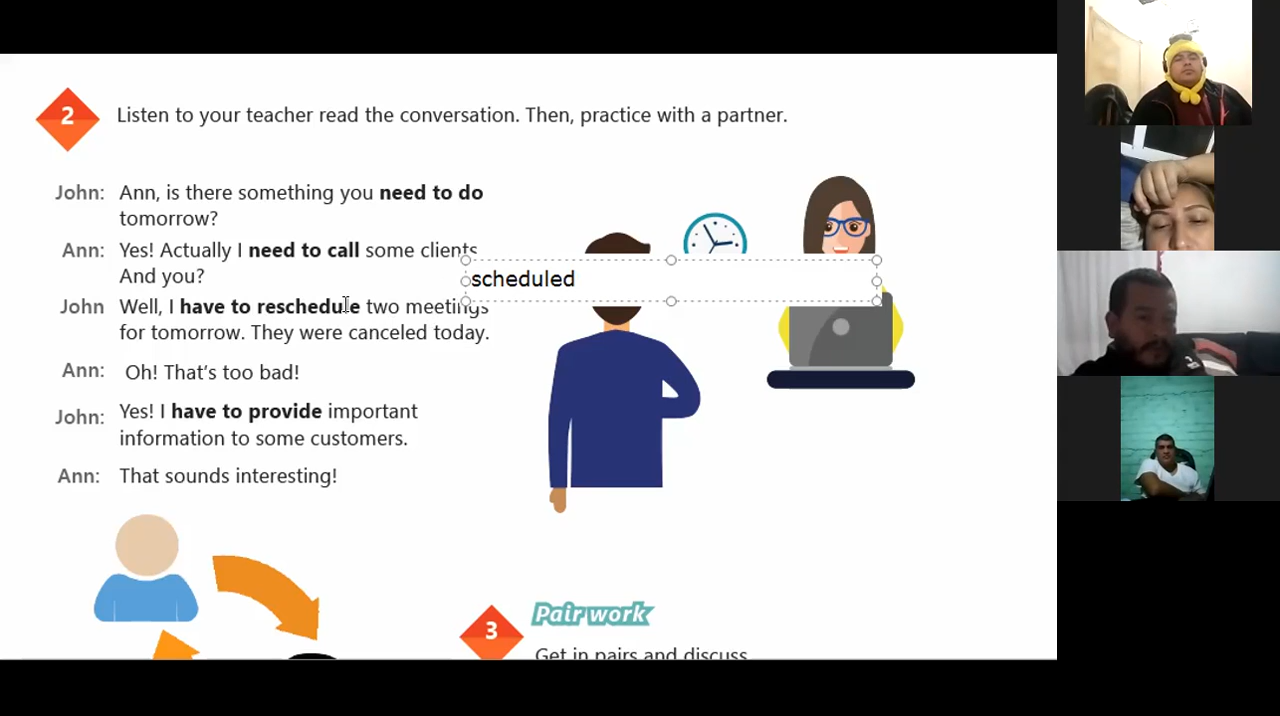 2
Listen to your teacher read the conversation. Then, practice with a partner.
John: Ann, is there something you need to do
tomorrow?
Ann: Yes! Actually I need to call some clients
And you?
scheduled
John Well, I have to reschedule two meetings
for tomorrow. They were canceled today.
Ann: Oh! That's too bad!
John: Yes! I have to provide important
information to some customers.
Ann: That sounds interesting!
3
Pair work
Get in pairs and discuss